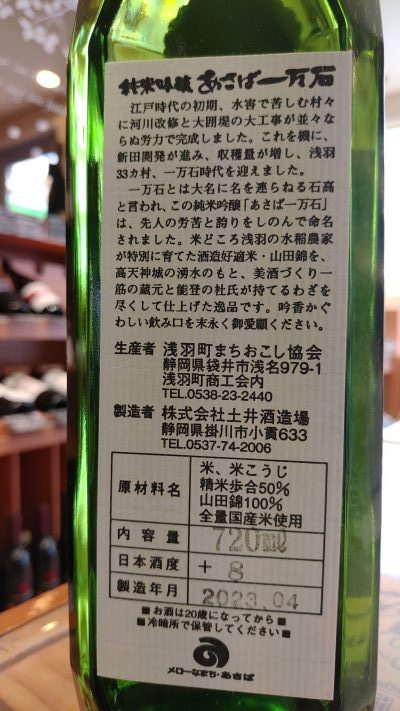 純米吟醸 あさば一万石
江戸時代の初期、水害で苦しむ村々
に河川改修と大囲堤の大工事が並々な
らぬ労力で完成しました。これを機に、
新田開発が進み、収穫量が増し、浅羽
33カ村、一万石時代を迎えました。
一万石とは大名に名を連らねる石高
と言われ、この純米吟醸「あさば一万石」
は、先人の労苦と誇りをしのんで命名
されました。米どころ浅羽の水稲農家
が特別に育てた酒造好適米・山田錦を、
高天神城の湧水のもと、美酒づくり一
筋の蔵元と能登の杜氏が持てるわざを
尽くして仕上げた逸品です。吟香かぐ
わしい飲み口を末永く御愛願ください。
生産者 浅羽町まちおこし協会
静岡県袋井市浅名979-1
浅羽町商工会内
TEL.0538-23-2440
製造者 株式会社土井酒造場
静岡県掛川市小貫633
TEL.0537-74-2006
原材料名 米、米こうじ
精米歩合50%
山田錦100%
全量国産米使用
内容量 720mℓ
日本酒度 + 8
製造年月 2023.04
■お酒は20歳になってから■
■冷暗所で保管してください■
メローなまち・あさば